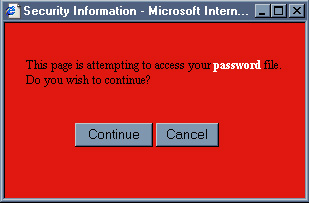 Security Information - Microsoft Intern...
This page is attempting to access your password file.
Do you wish to continue?
Continue Cancel